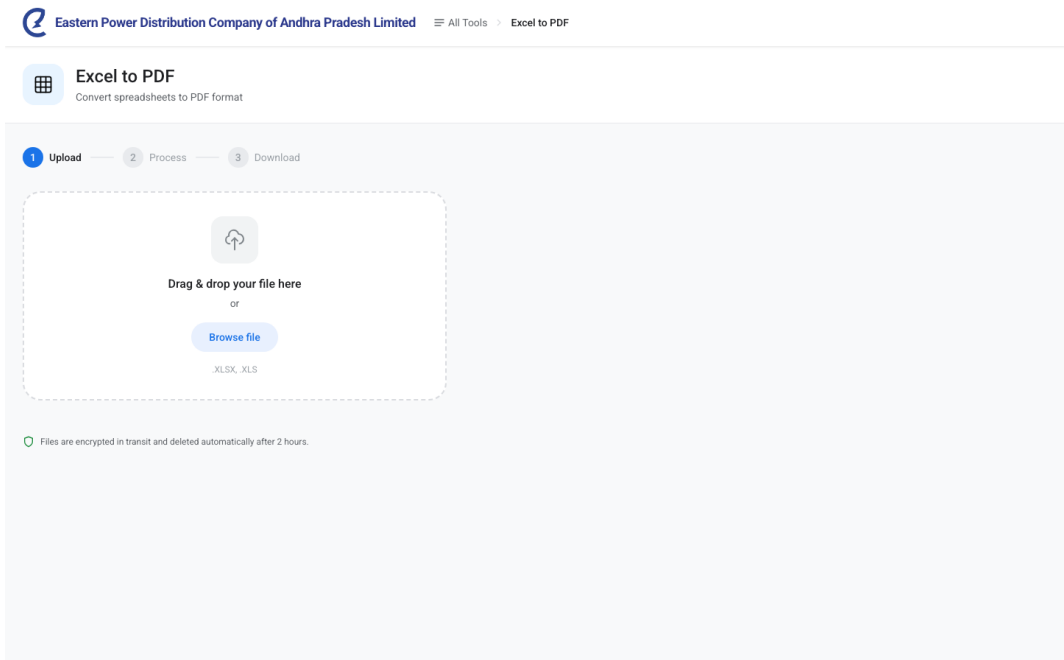 Eastern Power Distribution Company of Andhra Pradesh Limited All Tools > Excel to PDF
Excel to PDF
Convert spreadsheets to PDF format
1 Upload 2 Process 3 Download
Drag & drop your file here
or
Browse file
.XLSX, .XLS
Files are encrypted in transit and deleted automatically after 2 hours.